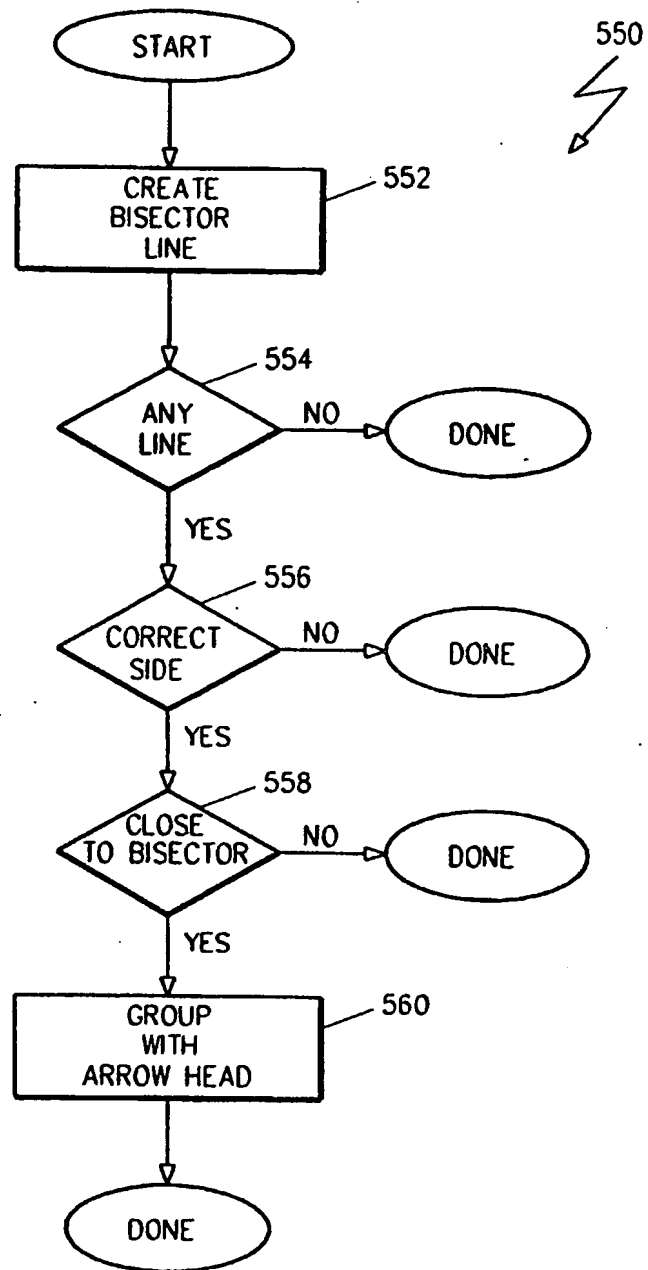 START
550
CREATE
BISECTOR
LINE
552
554
ANY
LINE
NO
DONE
YES
556
CORRECT
SIDE
NO
DONE
YES
558
CLOSE
TO BISECTOR
NO
DONE
YES
GROUP
WITH
ARROW HEAD
560
DONE